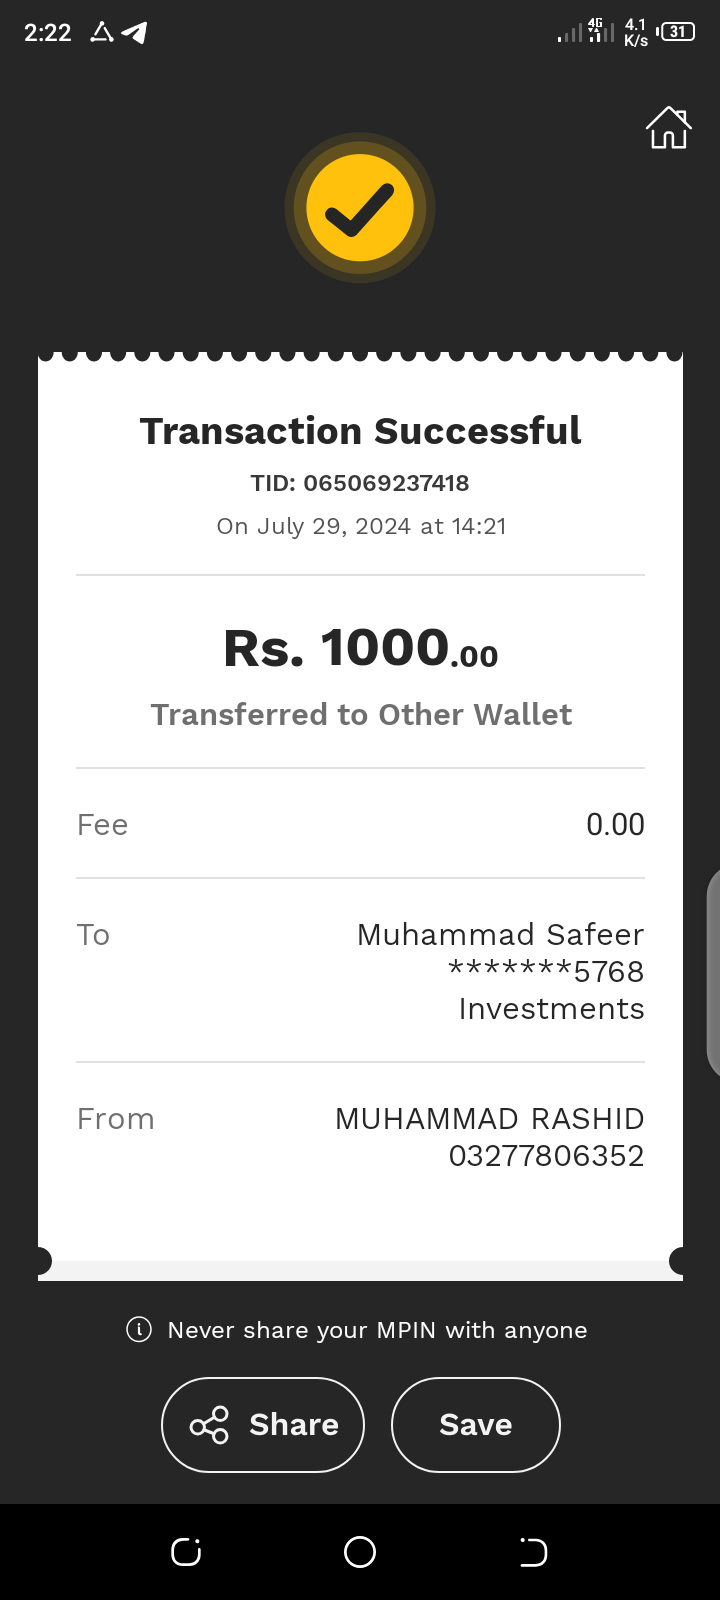 2:22
4G
4.1
K/s
31
Transaction Successful
TID: 065069237418
On July 29, 2024 at 14:21
Rs. 1000.00
Transferred to Other Wallet
Fee 0.00
To Muhammad Safeer
*******5768
Investments
From MUHAMMAD RASHID
03277806352
Never share your MPIN with anyone
Share Save